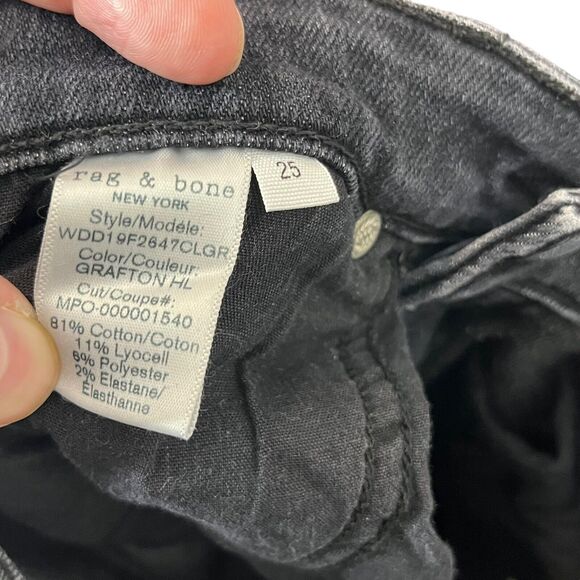 rag & bone
NEW YORK
Style/Modéle:
WDD19F2647CLGR
Color/Couleur:
GRAFTON HL
Cut/Coupe#:
MPO-000001540
81% Cotton/Coton
11% Lyocell
6% Polyester
2% Elastane/
Elasthanne
25